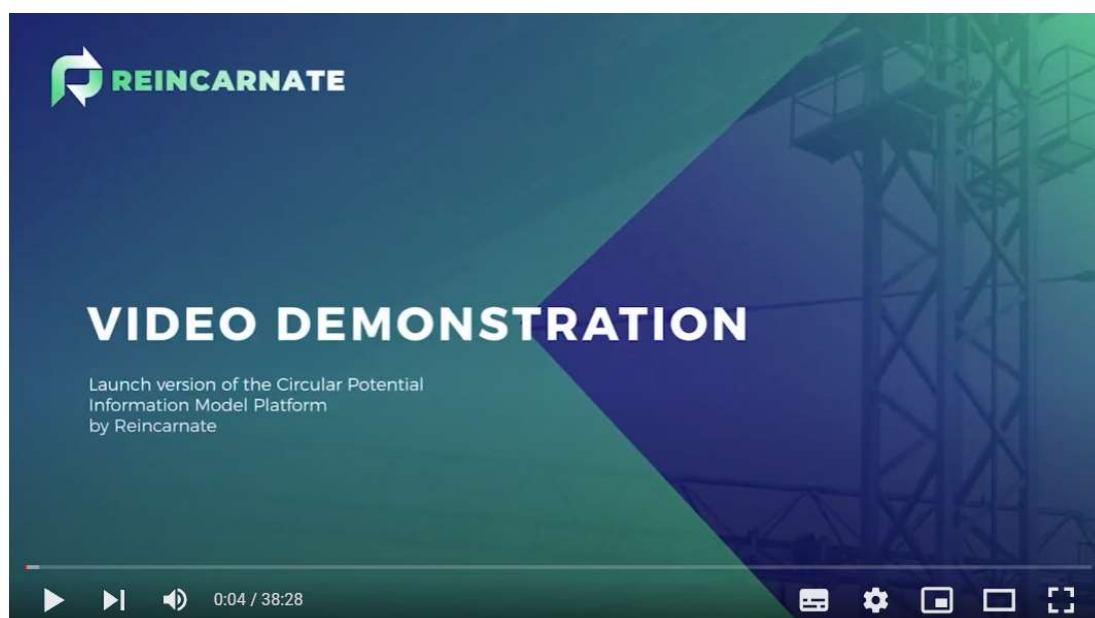 REINCARNATE
VIDEO DEMONSTRATION
Launch version of the Circular Potential
Information Model Platform
by Reincarnate
0:04 / 38:28